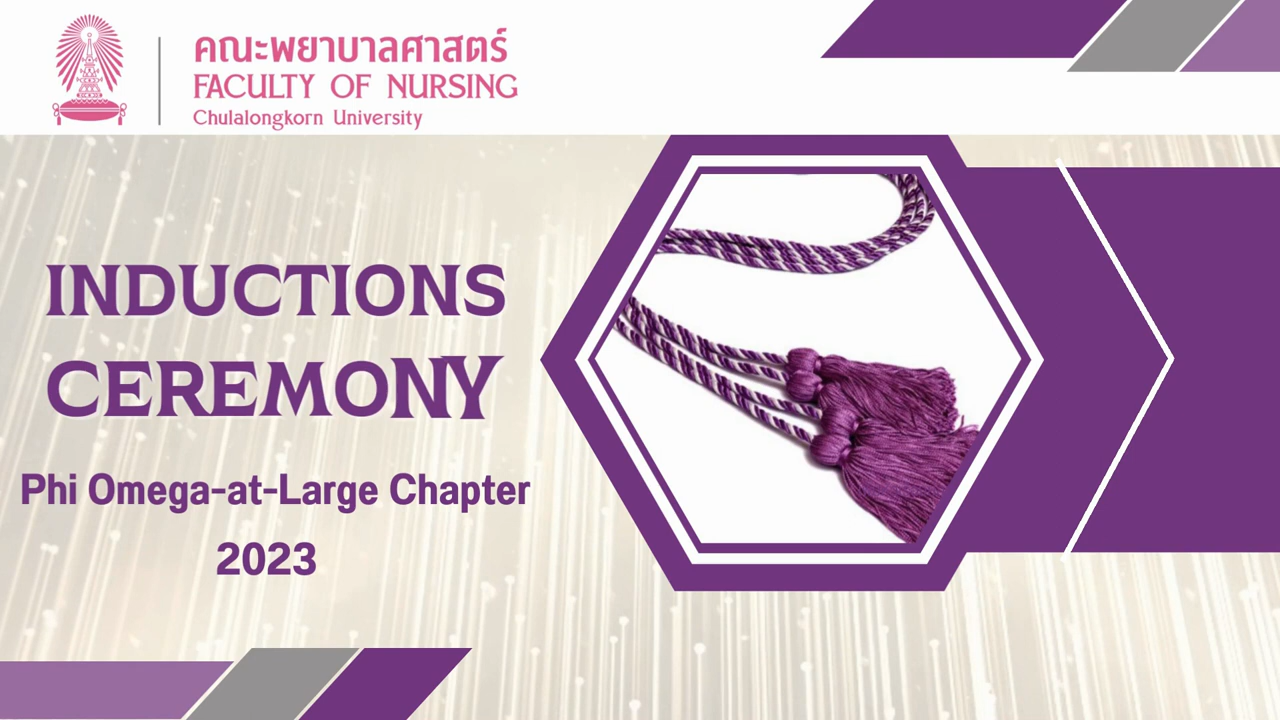 คณะพยาบาลศาสตร์
FACULTY OF NURSING
Chulalongkorn University
INDUCTIONS
CEREMONY
Phi Omega-at-Large Chapter
2023